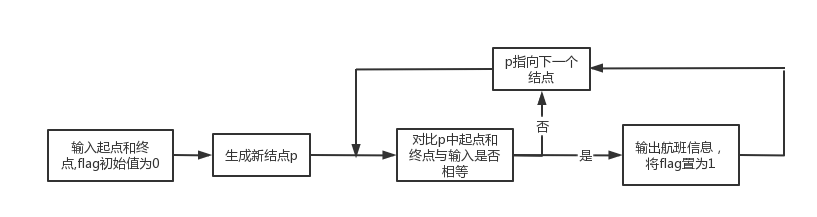 p指向下一个
结点
否
输入起点和终
点,flag初始值为0
生成新结点p
对比p中起点和
终点与输入是否
相等
是
输出航班信息，
将flag置为1